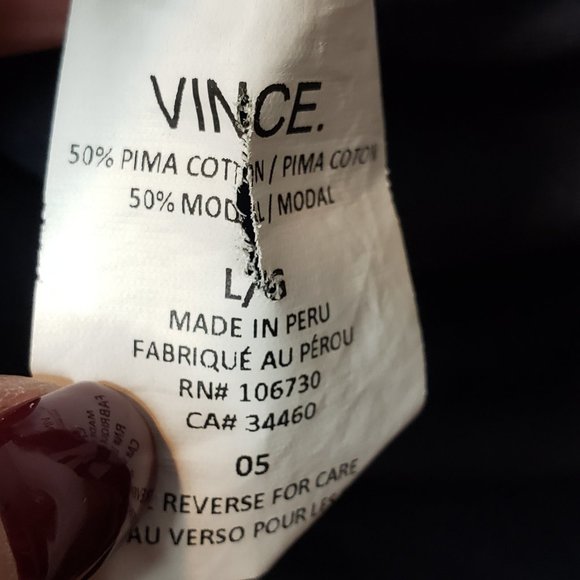 VINCE.
50% PIMA COTTON / PIMA COTON
50% MODAL | MODAL
L/G
MADE IN PERU
FABRIQUÉ AU PÉROU
RN# 106730
CA# 34460
05
REVERSE FOR CARE
AU VERSO POUR LES